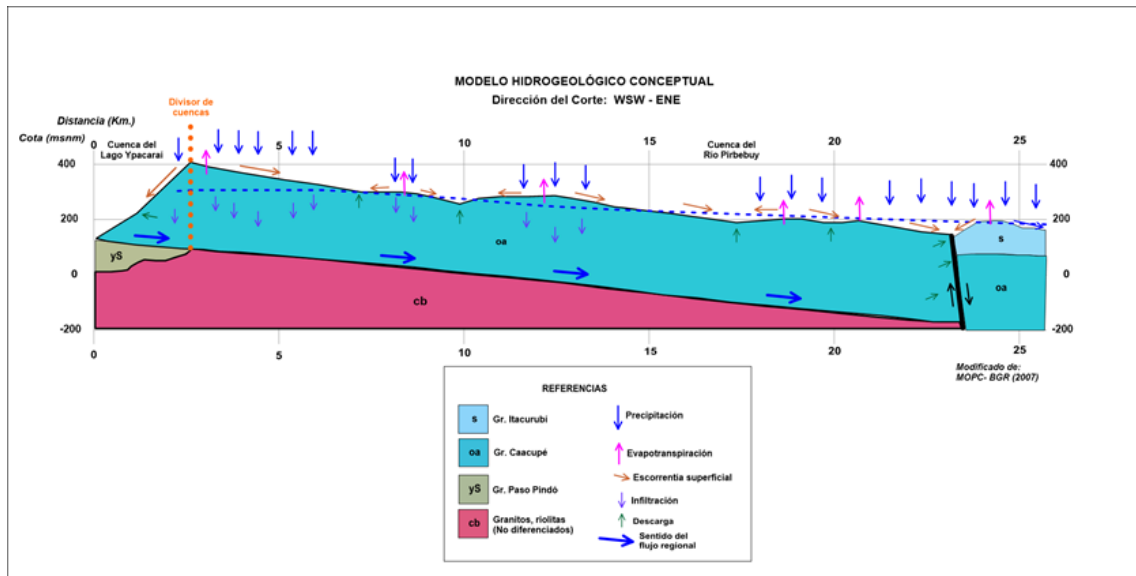 MODELO HIDROGEOLÓGICO CONCEPTUAL
Dirección del Corte: WSW - ENE
Divisor de
cuencas
Distancia (Km.)
Cota (msnm)
0
Cuenca del
Lago Ypacaraí
5
10
15
Cuenca del
Río Pirbebuy
20
25
400
400
200
200
0
0
-200
-200
oa
s
yS
cb
oa
0
5
10
15
20
25
Modificado de:
MOPC- BGR (2007)
REFERENCIAS
s Gr. Itacurubí
oa Gr. Caacupé
yS Gr. Paso Pindó
cb Granitos, riolitas
(No diferenciados)
Precipitación
Evapotranspiración
Escorrentía superficial
Infiltración
Descarga
Sentido del
flujo regional